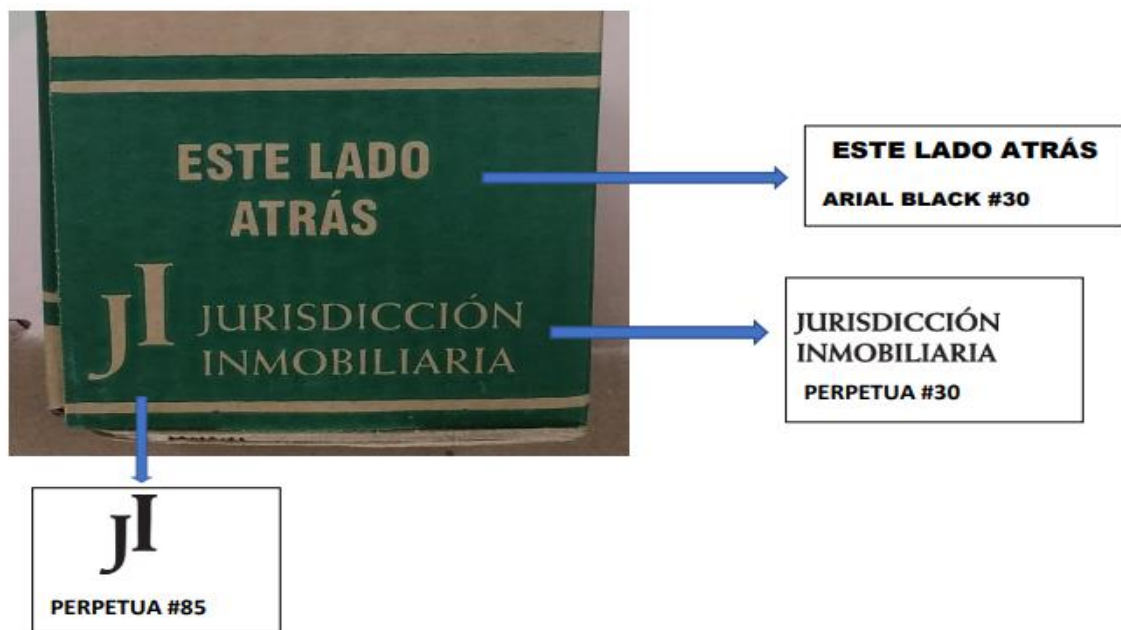 ESTE LADO
ATRÁS
JI JURISDICCIÓN
INMOBILIARIA
ESTE LADO ATRÁS
ARIAL BLACK #30
JURISDICCIÓN
INMOBILIARIA
PERPETUA #30
JI
PERPETUA #85